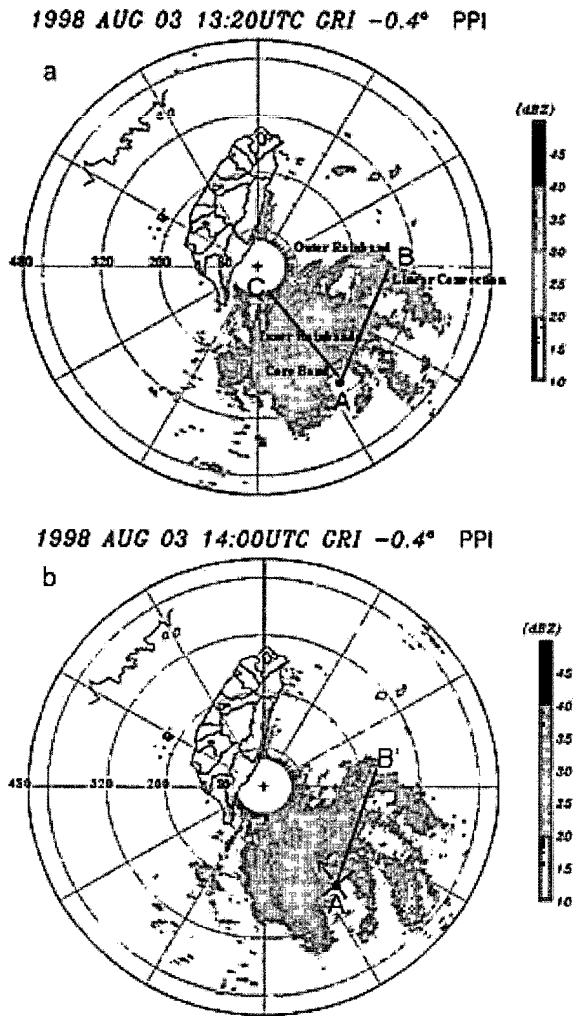 1998 AUG 03 13:20UTC GRI -0.4° PPI
a
(dBZ)
45
40
35
30
25
20
15
10
Outer Rainband
B
480
320
200
C
Linear Convection
Rainband
Core Band
A
1998 AUG 03 14:00UTC GRI -0.4° PPI
b
(dBZ)
45
40
35
30
25
20
15
10
B'
320
200
A'